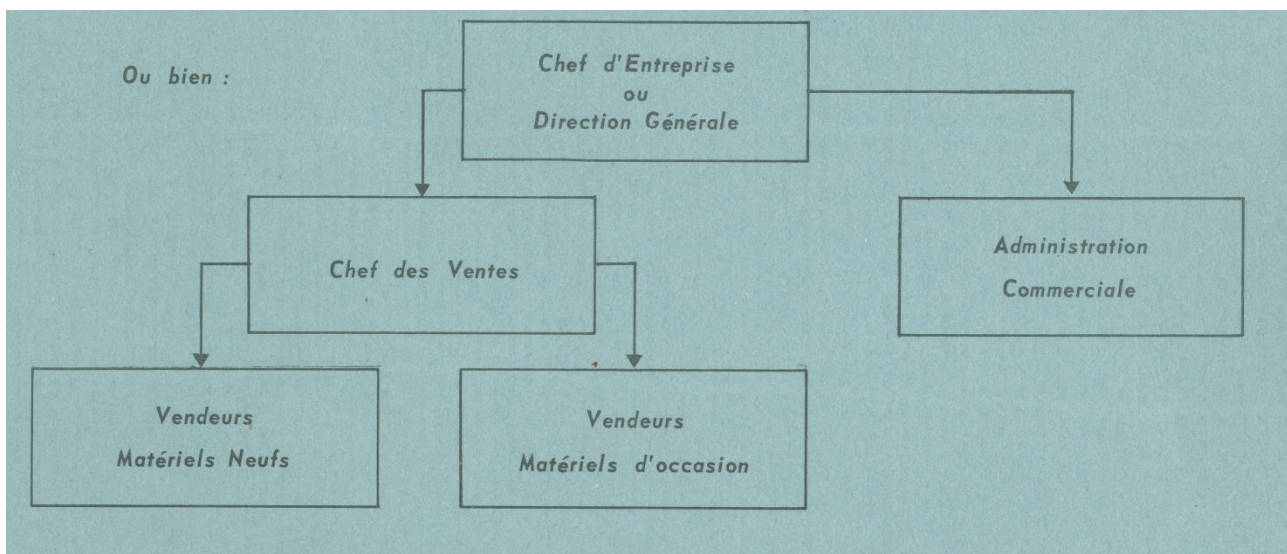 Ou bien :
Chef d'Entreprise
ou
Direction Générale
Chef des Ventes
Administration
Commerciale
Vendeurs
Matériels Neufs
Vendeurs
Matériels d'occasion